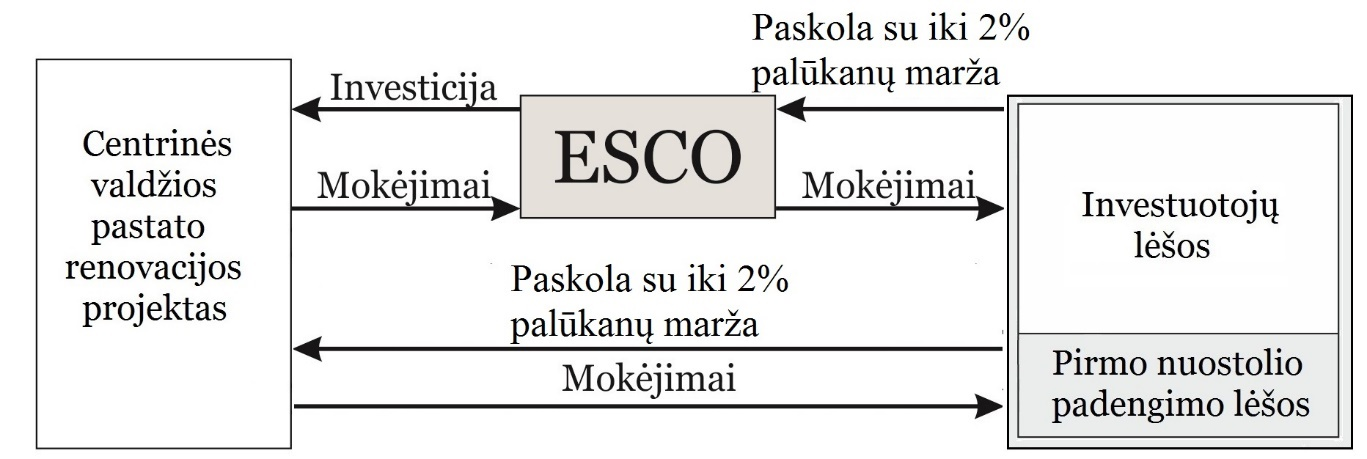 Paskola su iki 2%
palūkanų marža
Investicija
ESCO
Centrinės
valdžios
pastato
renovacijos
projektas
Mokėjimai
Mokėjimai
Investuotojų
lėšos
Paskola su iki 2%
palūkanų marža
Mokėjimai
Pirmo nuostolio
padengimo lėšos